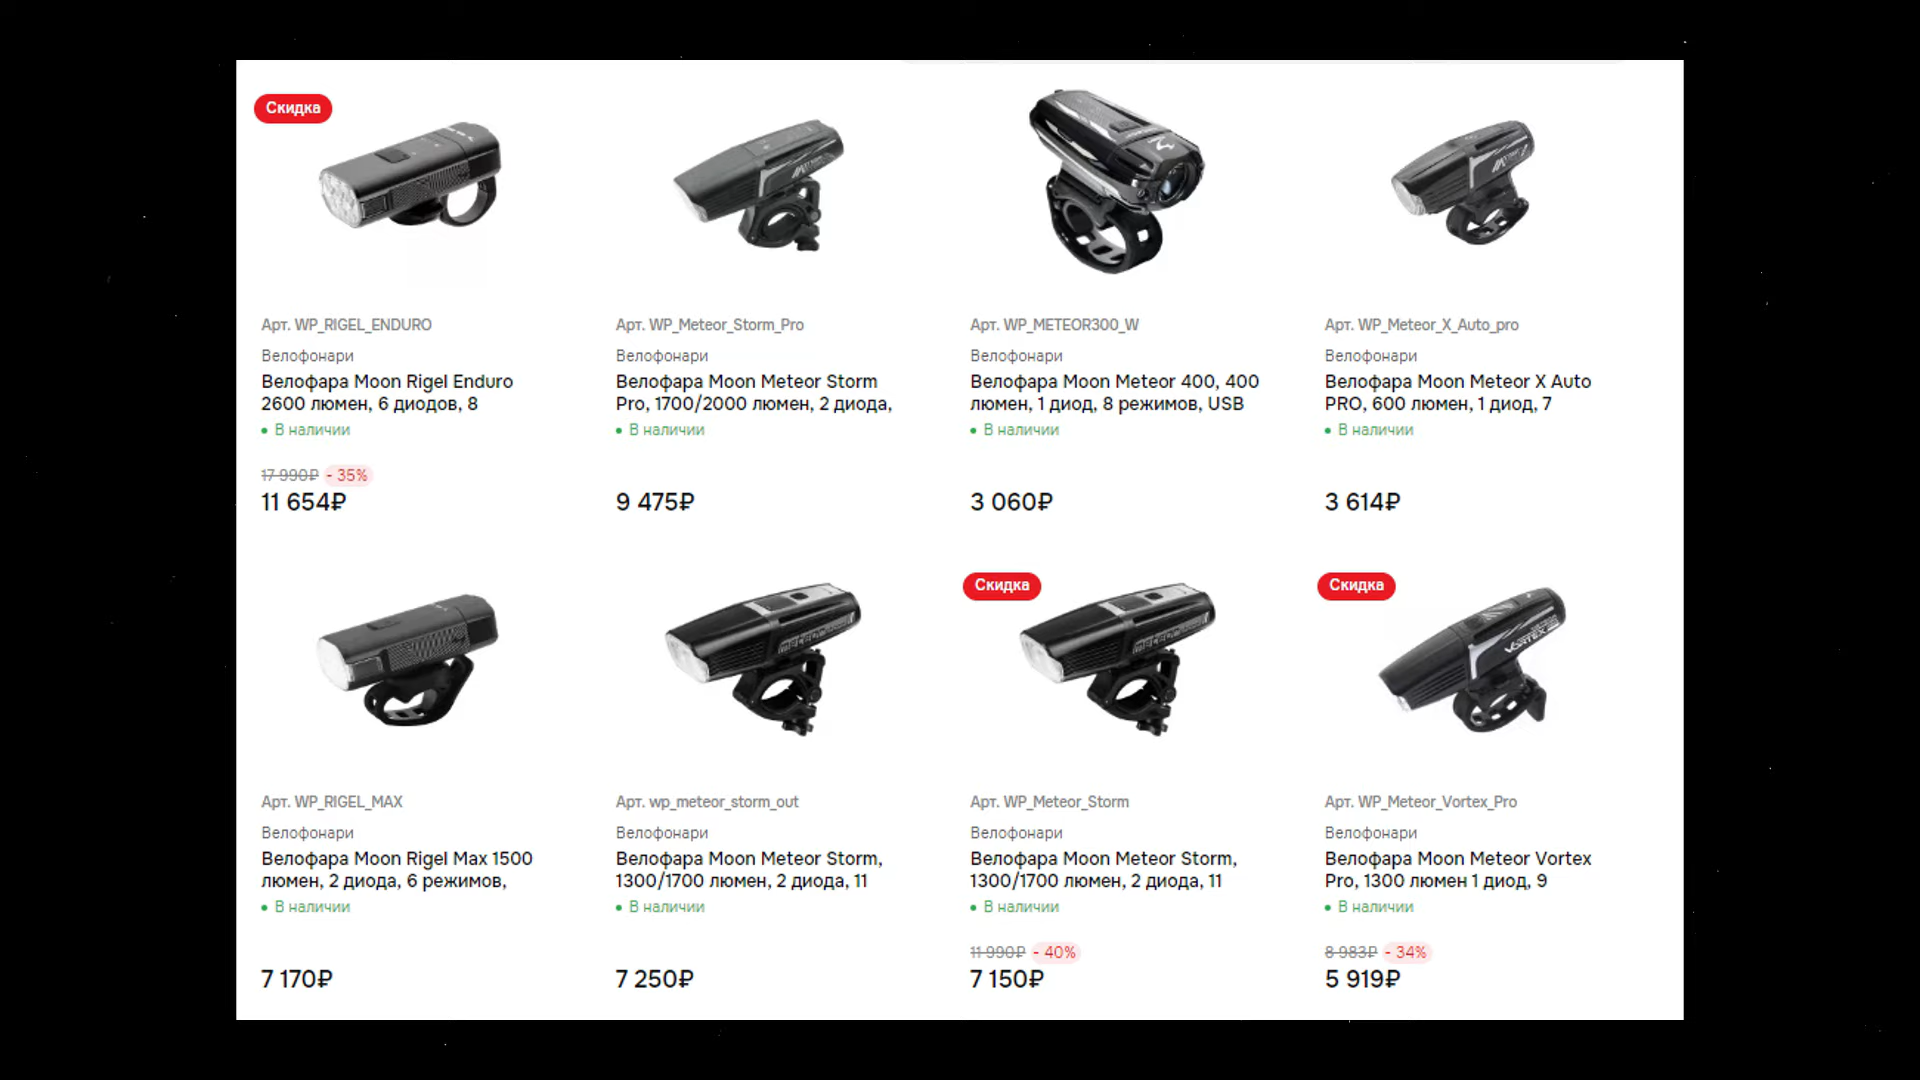 Скидка
Арт. WP_RIGEL_ENDURO
Велофонари
Велофара Moon Rigel Enduro
2600 люмен, 6 диодов, 8
В наличии
17 990₽ - 35%
11 654₽
Арт. WP_Meteor_Storm_Pro
Велофонари
Велофара Moon Meteor Storm
Pro, 1700/2000 люмен, 2 диода,
В наличии
9 475₽
Арт. WP_METEOR300_W
Велофонари
Велофара Moon Meteor 400, 400
люмен, 1 диод, 8 режимов, USB
В наличии
3 060₽
Арт. WP_Meteor_X_Auto_pro
Велофонари
Велофара Moon Meteor X Auto
PRO, 600 люмен, 1 диод, 7
В наличии
3 614₽
Арт. WP_RIGEL_MAX
Велофонари
Велофара Moon Rigel Max 1500
люмен, 2 диода, 6 режимов,
В наличии
7 170₽
METEOR
Арт. wp_meteor_storm_out
Велофонари
Велофара Moon Meteor Storm,
1300/1700 люмен, 2 диода, 11
В наличии
7 250₽
Скидка
METEOR
Арт. WP_Meteor_Storm
Велофонари
Велофара Moon Meteor Storm,
1300/1700 люмен, 2 диода, 11
В наличии
11 990₽ - 40%
7 150₽
Скидка
VORTEX
Арт. WP_Meteor_Vortex_Pro
Велофонари
Велофара Moon Meteor Vortex
Pro, 1300 люмен 1 диод, 9
В наличии
8 983₽ - 34%
5 919₽